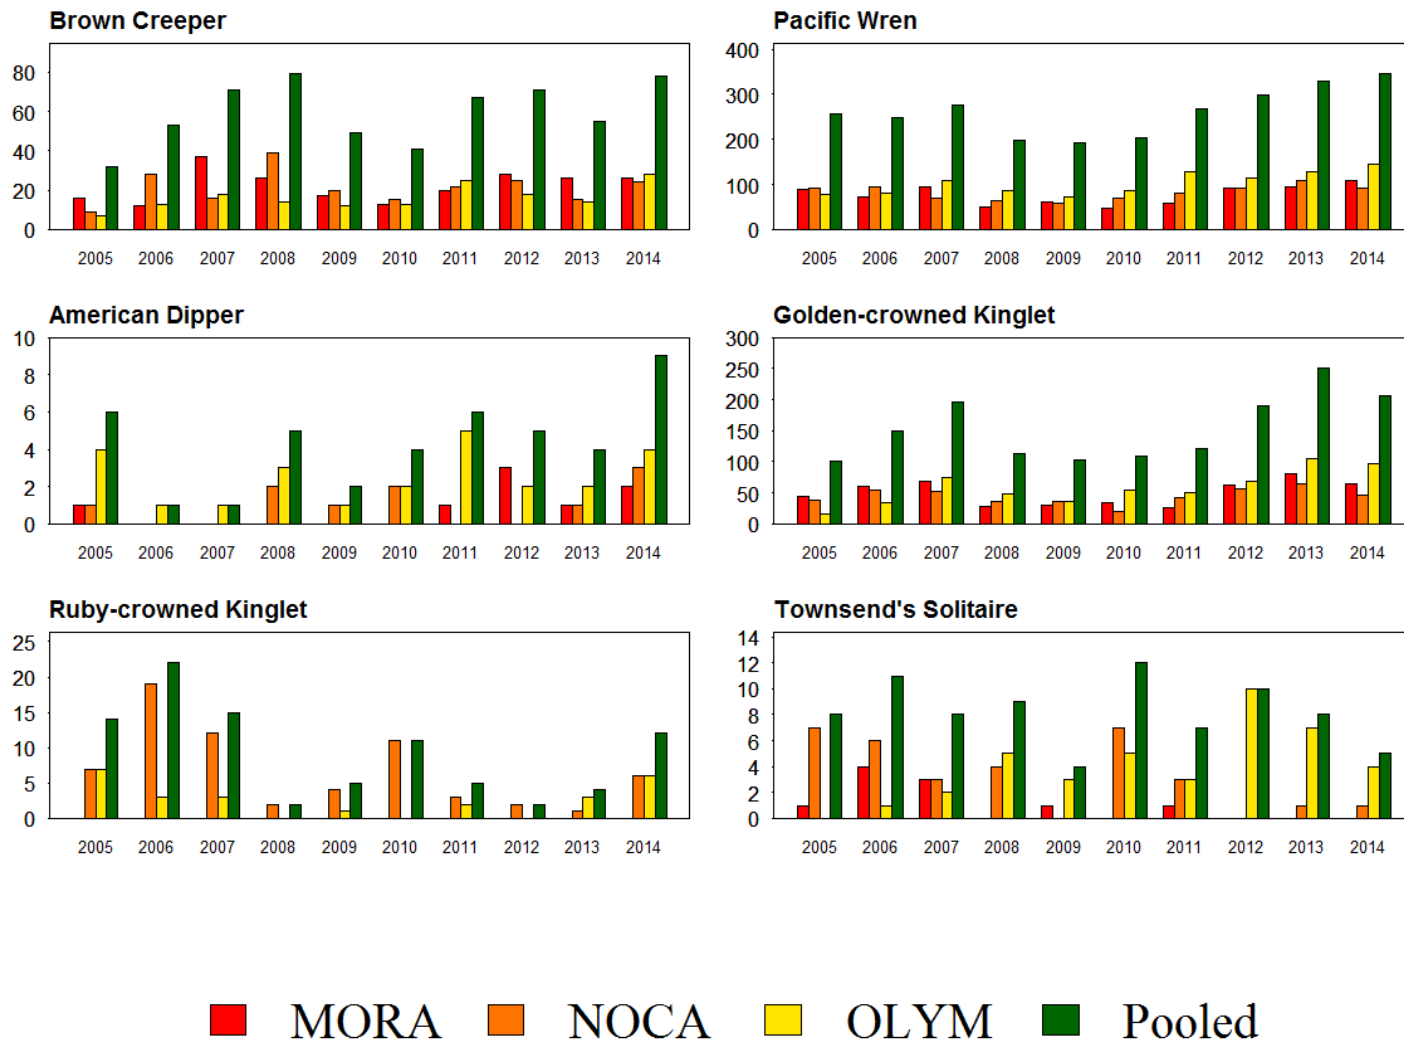 Brown Creeper
80
60
40
20
0
2005 2006 2007 2008 2009 2010 2011 2012 2013 2014
Pacific Wren
400
300
200
100
0
2005 2006 2007 2008 2009 2010 2011 2012 2013 2014
American Dipper
10
8
6
4
2
0
2005 2006 2007 2008 2009 2010 2011 2012 2013 2014
Golden-crowned Kinglet
300
250
200
150
100
50
0
2005 2006 2007 2008 2009 2010 2011 2012 2013 2014
Ruby-crowned Kinglet
25
20
15
10
5
0
2005 2006 2007 2008 2009 2010 2011 2012 2013 2014
Townsend's Solitaire
14
12
10
8
6
4
2
0
2005 2006 2007 2008 2009 2010 2011 2012 2013 2014
MORA NOCA OLYM Pooled